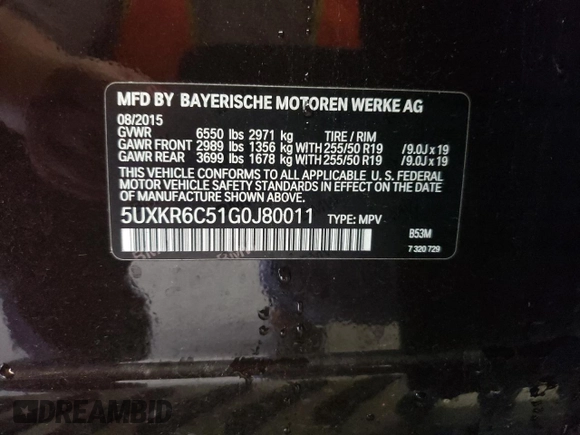 MFD BY BAYERISCHE MOTOREN WERKE AG
08/2015
GVWR 6550 lbs 2971 kg TIRE / RIM
GAWR FRONT 2989 lbs 1356 kg WITH 255/50 R19 /9.0J x 19
GAWR REAR 3699 lbs 1678 kg WITH 255/50 R19 /9.0J x 19
THIS VEHICLE CONFORMS TO ALL APPLICABLE U. S. FEDERAL
MOTOR VEHICLE SAFETY STANDARDS IN EFFECT ON THE DATE
OF MANUFACTURE SHOWN ABOVE.
5UXKR6C51G0J80011 TYPE: MPV
B53M
7 320 729
DREAMBID